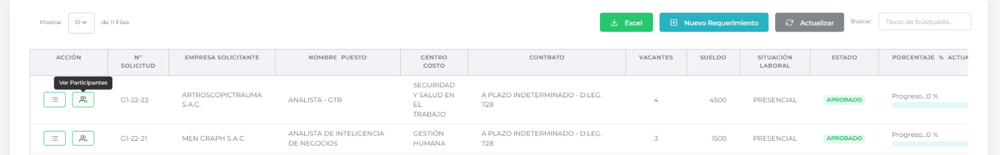 Mostrar 10 de 11 Filas Excel Nuevo Requerimiento Actualizar Buscar: Texto de búsqueda...
ACCIÓN N° SOLICITUD EMPRESA SOLICITANTE NOMBRE PUESTO CENTRO COSTO CONTRATO VACANTES SUELDO SITUACIÓN LABORAL ESTADO PORCENTAJE % ACTUA
Ver Participantes
G1-22-22 ARTROSCOPICTRAUMA S.A.C. ANALISTA - GTR SEGURIDAD Y SALUD EN EL TRABAJO A PLAZO INDETERMINADO - D.LEG. 728 4 4500 PRESENCIAL APROBADO Progreso...0 %
G1-22-21 MEN GRAPH S.A.C. ANALISTA DE INTELIGENCIA DE NEGOCIOS GESTIÓN HUMANA A PLAZO INDETERMINADO - D.LEG. 728 3 1500 PRESENCIAL APROBADO Progreso...0 %